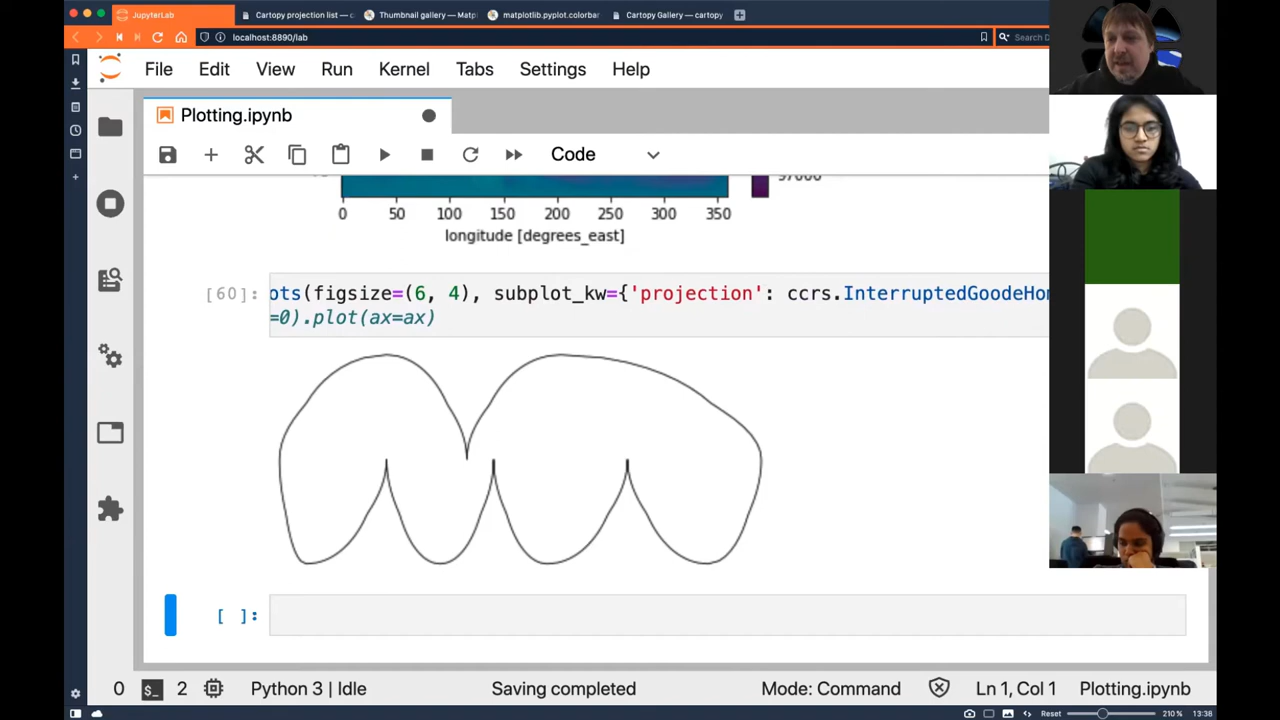 JupyterLab
Cartopy projection list — c
Thumbnail gallery — Matp
matplotlib.pyplot.colorbar
Cartopy Gallery — cartopy
localhost:8890/lab
Search D
File Edit View Run Kernel Tabs Settings Help
Plotting.ipynb
Code
97000
0 50 100 150 200 250 300 350
longitude [degrees_east]
[60]: ots(figsize=(6, 4), subplot_kw={'projection': ccrs.InterruptedGoodeHom
=0).plot(ax=ax)
[ ]:
0 $_ 2 Python 3 | Idle Saving completed Mode: Command Ln 1, Col 1 Plotting.ipynb
Reset 210 % 13:38